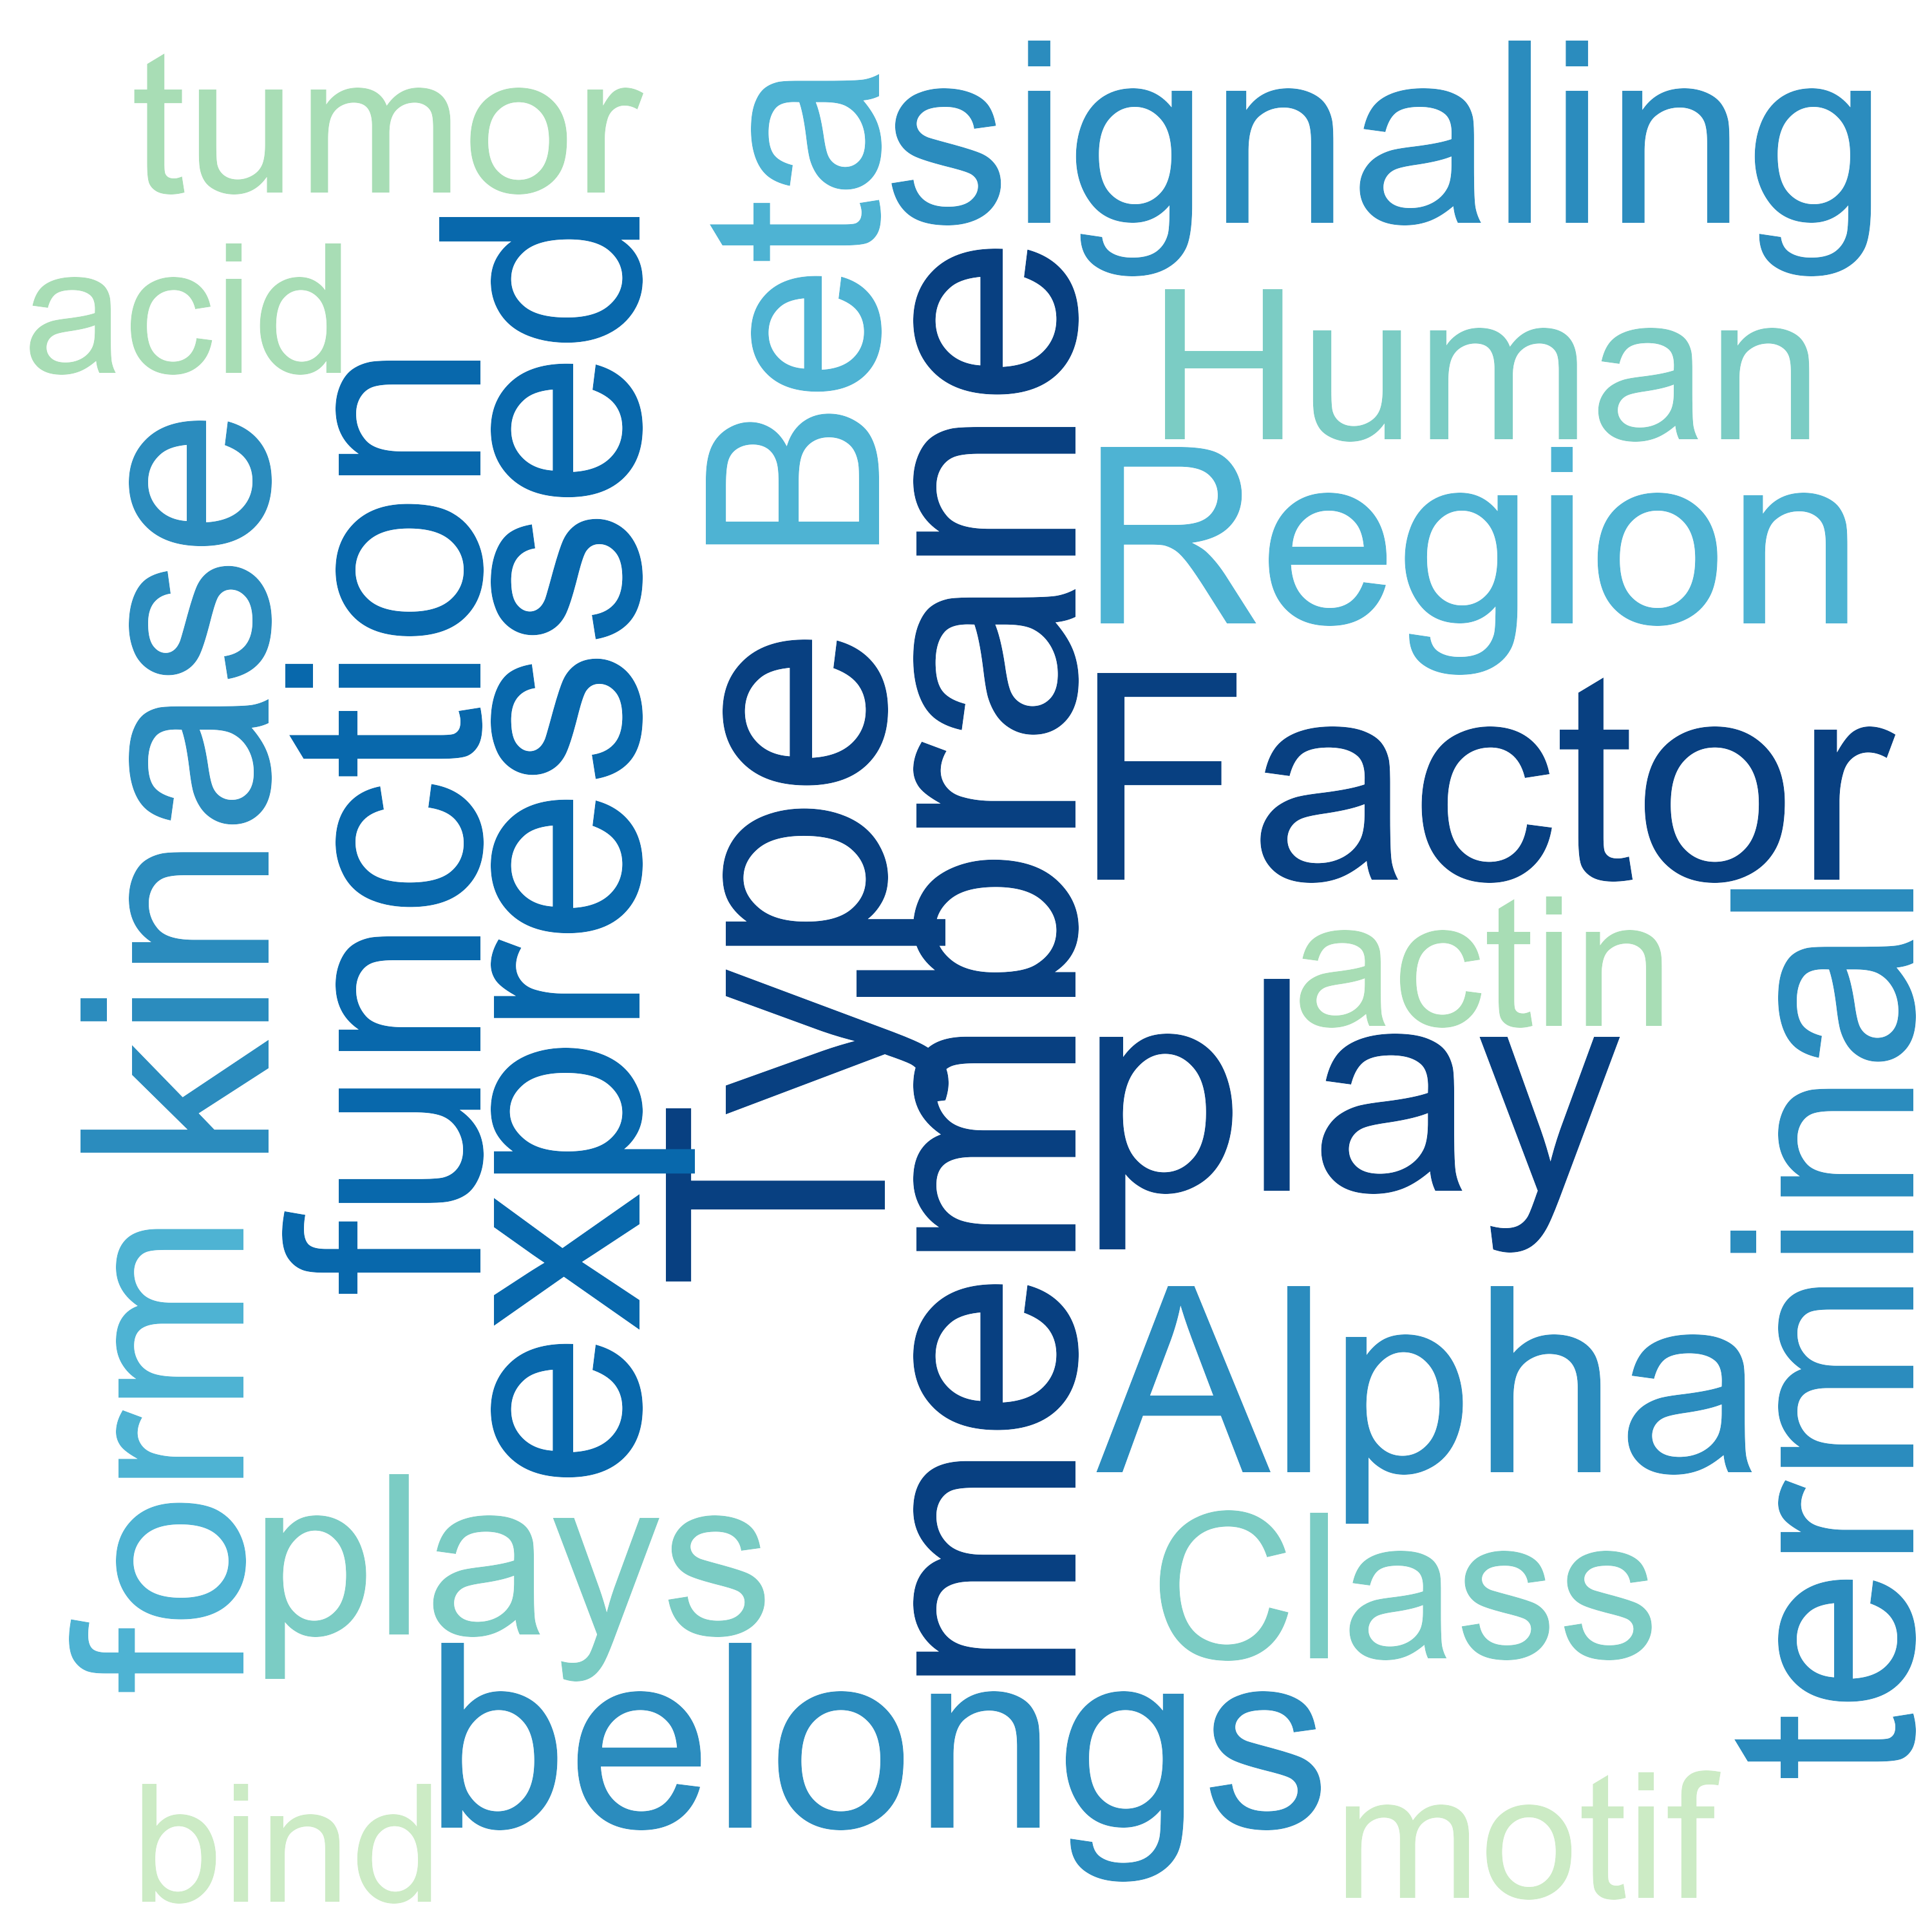 tumor
signaling
Beta
acid
Human
expressed
functional
membrane
kinase
Region
Type
Factor
actin
terminal
play
form
Alpha
plays
Class
belongs
bind
motif